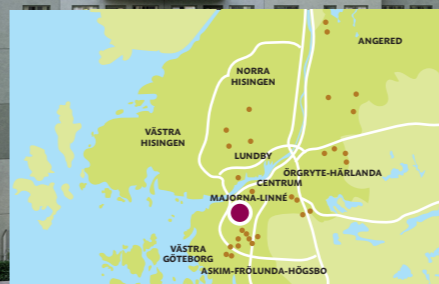 ANGERED
NORRA
HISINGEN
VÄSTRA
HISINGEN
LUNDBY
ÖRGRYTE-HÄRLANDA
CENTRUM
MAJORNA-LINNÉ
VÄSTRA
GÖTEBORG
ASKIM-FRÖLUNDA-HÖGSBO